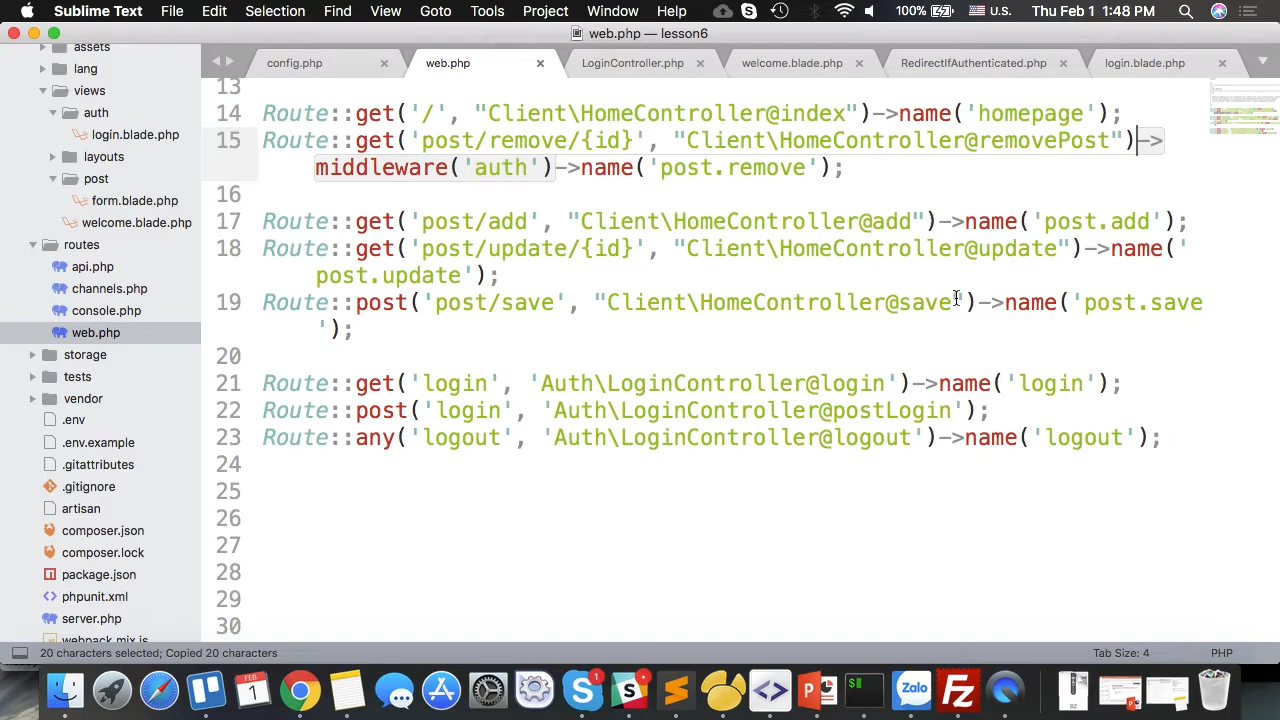 Sublime Text File Edit Selection Find View Goto Tools Project Window Help 100% U.S. Thu Feb 1 1:48 PM
web.php — lesson6
config.php web.php LoginController.php welcome.blade.php RedirectIfAuthenticated.php login.blade.php
assets
lang
views
auth
login.blade.php
layouts
post
form.blade.php
welcome.blade.php
routes
api.php
channels.php
console.php
web.php
storage
tests
vendor
.env
.env.example
.gitattributes
.gitignore
artisan
composer.json
composer.lock
package.json
phpunit.xml
server.php
webpack.mix.js
13
14 Route::get('/', "Client\HomeController@index")->name('homepage');
15 Route::get('post/remove/{id}', "Client\HomeController@removePost")->
middleware('auth')->name('post.remove');
16
17 Route::get('post/add', "Client\HomeController@add")->name('post.add');
18 Route::get('post/update/{id}', "Client\HomeController@update")->name('
post.update');
19 Route::post('post/save', "Client\HomeController@save")->name('post.save
');
20
21 Route::get('login', 'Auth\LoginController@login')->name('login');
22 Route::post('login', 'Auth\LoginController@postLogin');
23 Route::any('logout', 'Auth\LoginController@logout')->name('logout');
24
25
26
27
28
29
30
20 characters selected; Copied 20 characters Tab Size: 4 PHP
FEB
1
1
Zalo
Fz